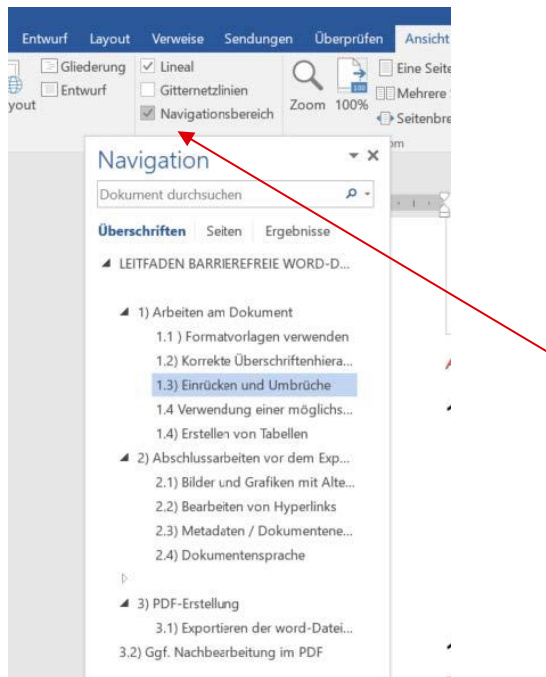 Entwurf Layout Verweise Sendungen Überprüfen Ansicht
Gliederung Lineal Eine Seite
Entwurf Gitternetzlinien Zoom 100% Mehrere
yout Navigationsbereich Seitenbre
om
Navigation
Dokument durchsuchen
Überschriften Seiten Ergebnisse
LEITFADEN BARRIEREFREIE WORD-D...
1) Arbeiten am Dokument
1.1 ) Formatvorlagen verwenden
1.2) Korrekte Überschriftenhiera...
1.3) Einrücken und Umbrüche
1.4 Verwendung einer möglichs...
1.4) Erstellen von Tabellen
2) Abschlussarbeiten vor dem Exp...
2.1) Bilder und Grafiken mit Alte...
2.2) Bearbeiten von Hyperlinks
2.3) Metadaten / Dokumentene...
2.4) Dokumentensprache
3) PDF-Erstellung
3.1) Exportieren der word-Datei...
3.2) Ggf. Nachbearbeitung im PDF